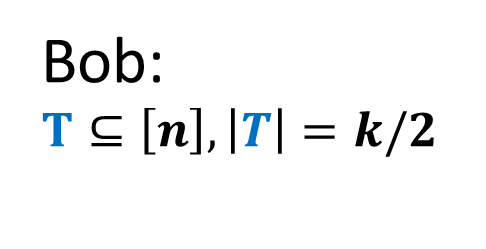 Bob:
T ⊆ [n], |T| = k/2